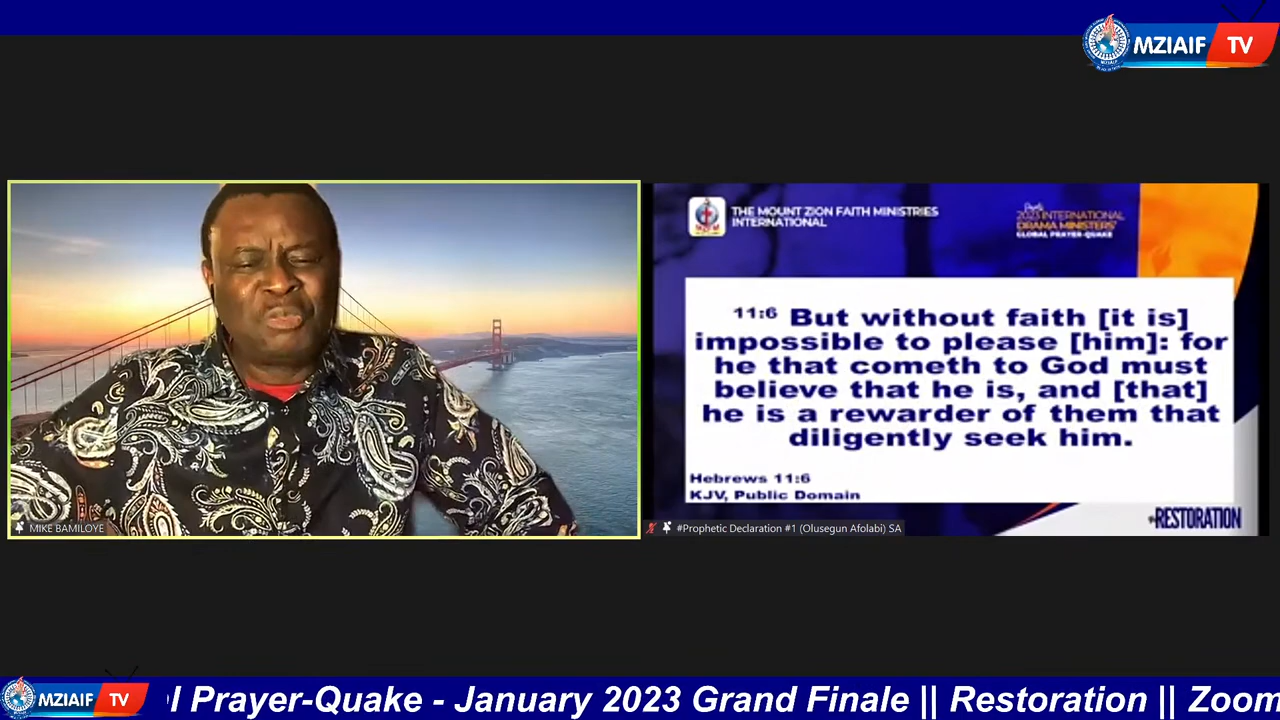 MZIAIF TV
THE MOUNT ZION FAITH MINISTRIES
INTERNATIONAL
2023 INTERNATIONAL
DRAMA MINISTERS'
GLOBAL PRAYER-QUAKE
11:6 But without faith [it is]
impossible to please [him]: for
he that cometh to God must
believe that he is, and [that]
he is a rewarder of them that
diligently seek him.
Hebrews 11:6
KJV, Public Domain
#RESTORATION
MIKE BAMILOYE
#Prophetic Declaration #1 (Olusegun Afolabi) SA
MZIAIF TV
l Prayer-Quake - January 2023 Grand Finale || Restoration || Zoom